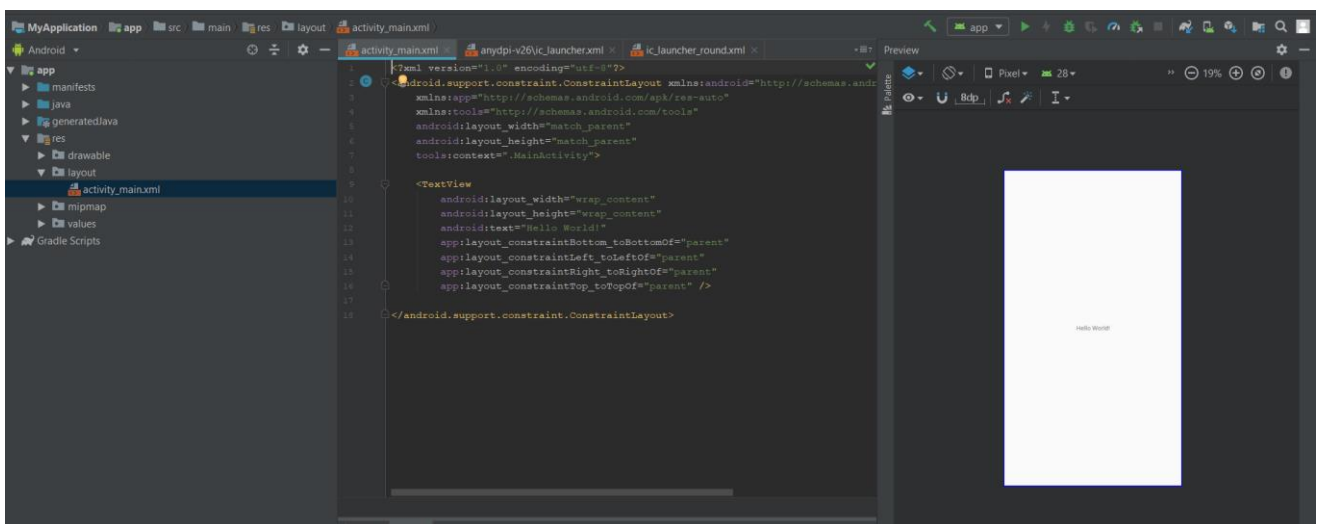 MyApplication app src main res layout activity_main.xml
app
Android
activity_main.xml anydpi-v26\ic_launcher.xml ic_launcher_round.xml
Preview
app
manifests
java
generatedJava
res
drawable
layout
activity_main.xml
mipmap
values
Gradle Scripts
1 <?xml version="1.0" encoding="utf-8"?>
2 <android.support.constraint.ConstraintLayout xmlns:android="http://schemas.andr
3 xmlns:app="http://schemas.android.com/apk/res-auto"
4 xmlns:tools="http://schemas.android.com/tools"
5 android:layout_width="match_parent"
6 android:layout_height="match_parent"
7 tools:context=".MainActivity">
8
9 <TextView
10 android:layout_width="wrap_content"
11 android:layout_height="wrap_content"
12 android:text="Hello World!"
13 app:layout_constraintBottom_toBottomOf="parent"
14 app:layout_constraintLeft_toLeftOf="parent"
15 app:layout_constraintRight_toRightOf="parent"
16 app:layout_constraintTop_toTopOf="parent" />
17
18 </android.support.constraint.ConstraintLayout>
Palette
Pixel 28 19%
8dp
Hello World!